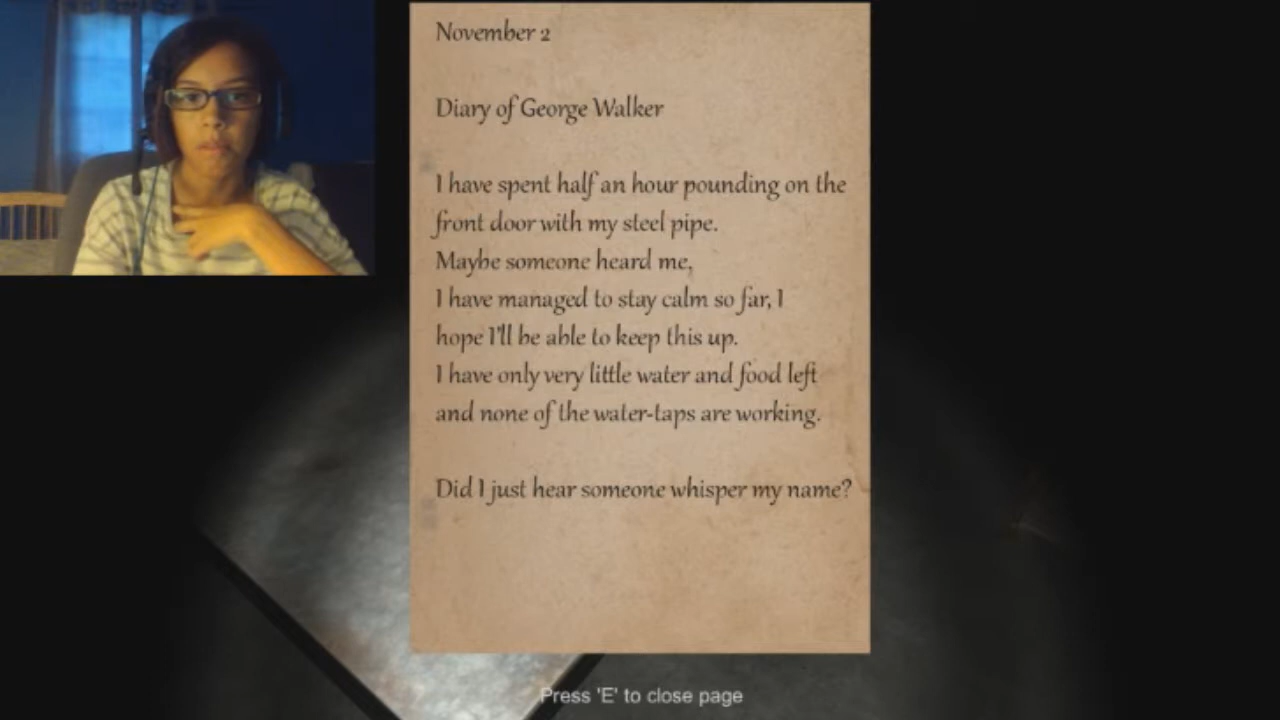 November 2
Diary of George Walker
I have spent half an hour pounding on the
front door with my steel pipe.
Maybe someone heard me,
I have managed to stay calm so far, I
hope I'll be able to keep this up.
I have only very little water and food left
and none of the water-taps are working.
Did I just hear someone whisper my name?
Press 'E' to close page